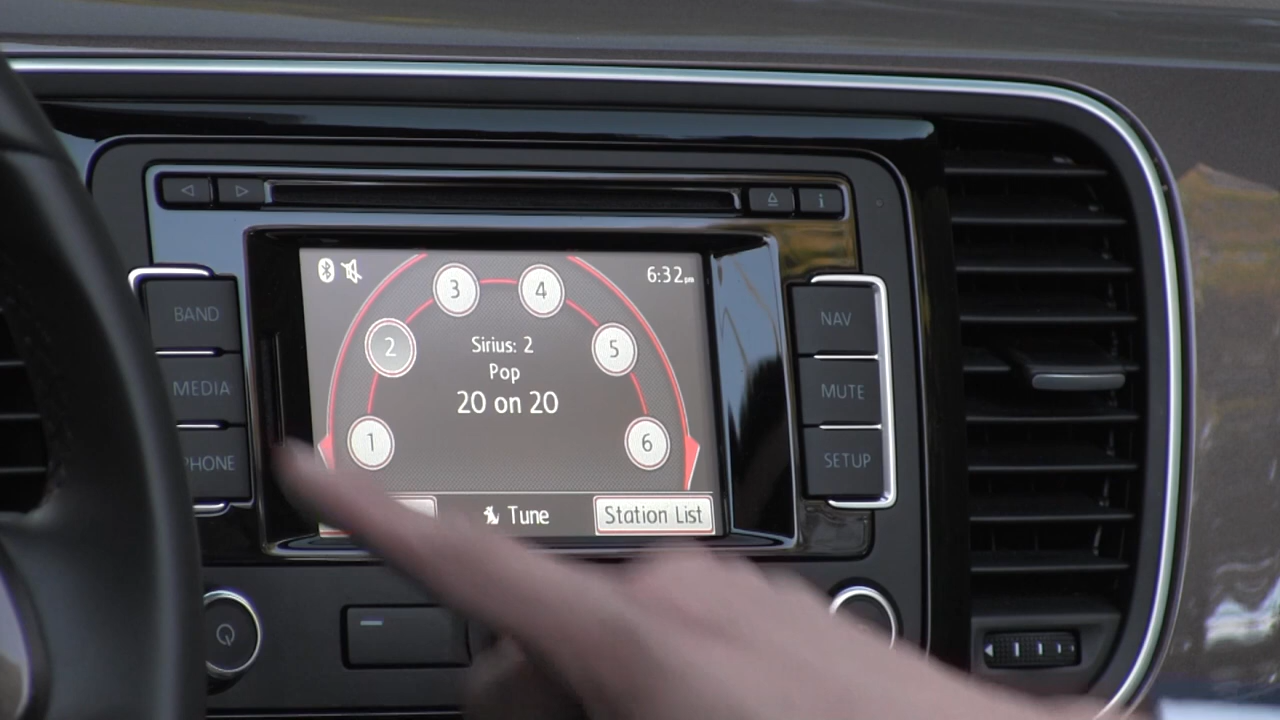 i
BAND
MEDIA
PHONE
6:32pm
3 4
2 5
1 6
Sirius: 2
Pop
20 on 20
Tune
Station List
NAV
MUTE
SETUP